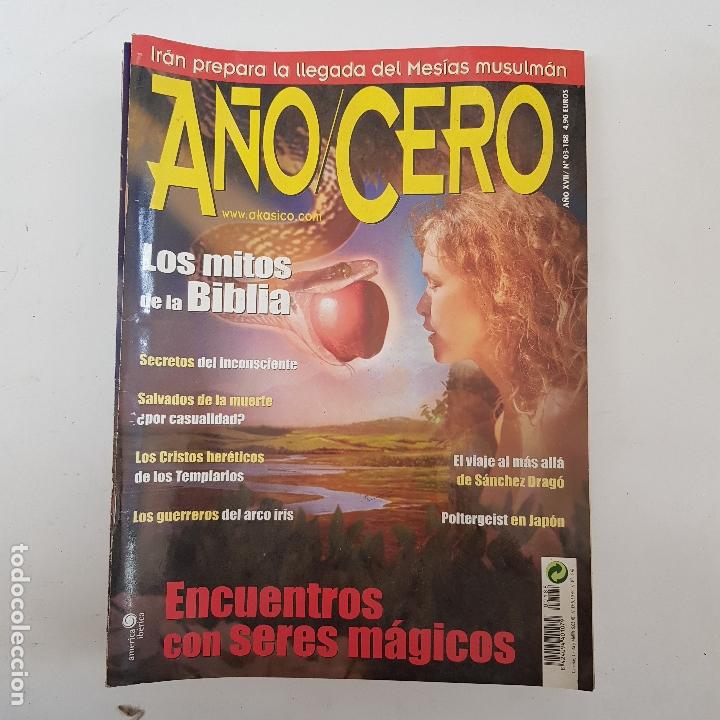 Irán prepara la llegada del Mesías musulmán
AÑO/CERO
www.akasico.com
AÑO XVII/ Nº 03-188 4,90 EUROS
Los mitos
de la Biblia
Secretos del inconsciente
Salvados de la muerte
¿por casualidad?
Los Cristos heréticos
de los Templarios
Los guerreros del arco iris
El viaje al más allá
de Sánchez Dragó
Poltergeist en Japón
Encuentros
con seres mágicos
america
ibérica
todocoleccion